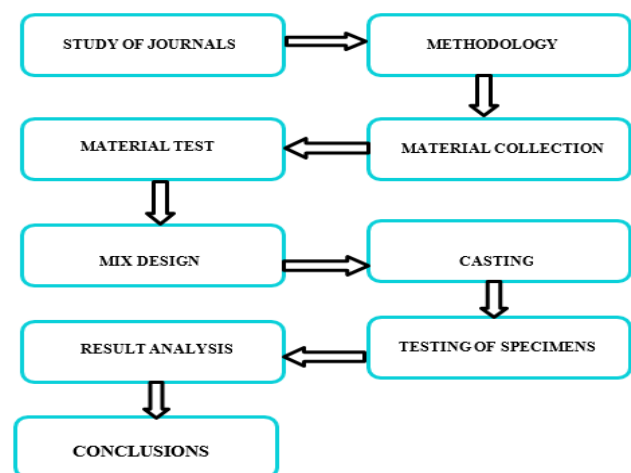 STUDY OF JOURNALS
METHODOLOGY
MATERIAL COLLECTION
MATERIAL TEST
MIX DESIGN
CASTING
TESTING OF SPECIMENS
RESULT ANALYSIS
CONCLUSIONS